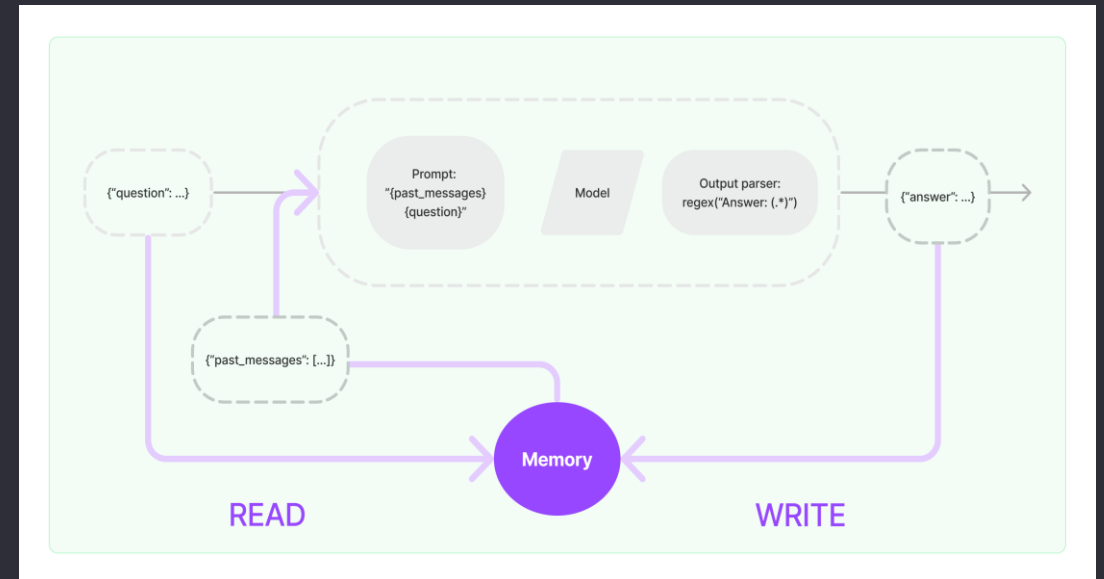 {"question": ...}
Prompt:
"{past_messages}
{question}"
Model
Output parser:
regex("Answer: (.*)")
{"answer": ...}
{"past_messages": [...]}
Memory
READ
WRITE